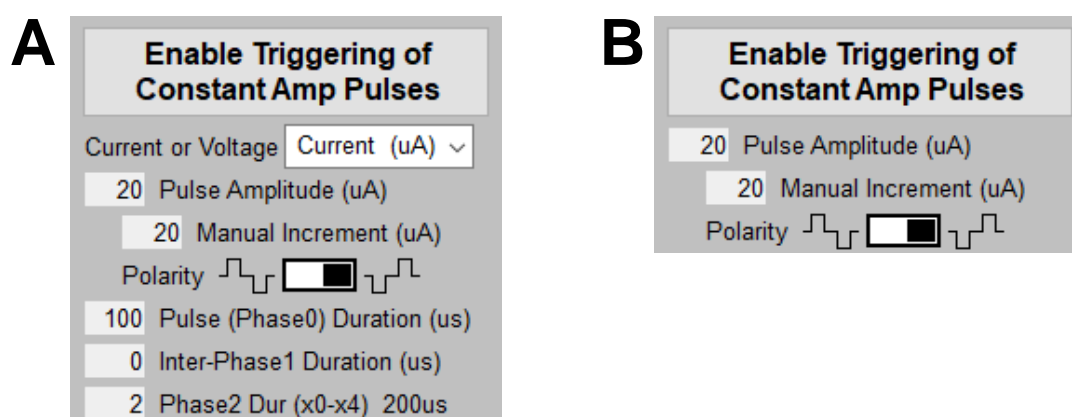 A
Enable Triggering of
Constant Amp Pulses
Current or Voltage Current (uA)
20 Pulse Amplitude (uA)
20 Manual Increment (uA)
Polarity
100 Pulse (Phase0) Duration (us)
0 Inter-Phase1 Duration (us)
2 Phase2 Dur (x0-x4) 200us
B
Enable Triggering of
Constant Amp Pulses
20 Pulse Amplitude (uA)
20 Manual Increment (uA)
Polarity